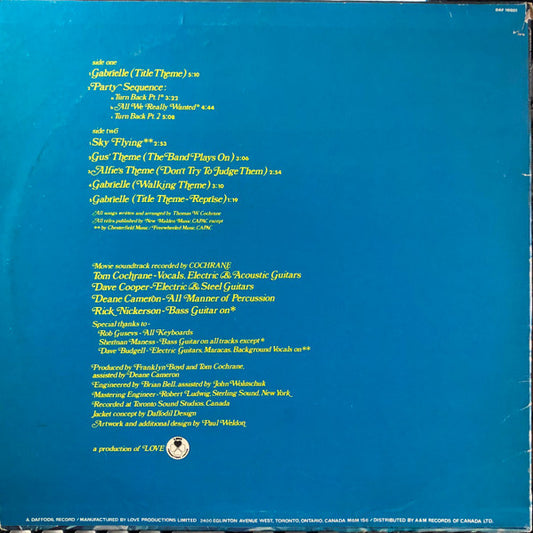 DAF 16001
side one
1. Gabrielle (Title Theme) 5:10
2. Party Sequence:
a. Turn Back Pt. 1* 3:22
b. All We Really Wanted* 4:44
c. Turn Back Pt. 2 5:08
side two
1. Sky Flying** 2:53
2. Gus' Theme (The Band Plays On) 2:06
3. Alfie's Theme (Don't Try To Judge Them) 2:54
4. Gabrielle (Walking Theme) 3:10
5. Gabrielle (Title Theme-Reprise) 1:19
All songs written and arranged by Thomas W. Cochrane
All titles published by New Malden Music CAPAC except
** by Chesterfield Music/Freewheeled Music, CAPAC
Movie soundtrack recorded by COCHRANE
Tom Cochrane-Vocals, Electric & Acoustic Guitars
Dave Cooper-Electric & Steel Guitars
Deane Cameron-All Manner of Percussion
Rick Nickerson-Bass Guitar on*
Special thanks to-
Rob Gusevs-All Keyboards
Sherman Maness-Bass Guitar on all tracks except*
Dave Budgell-Electric Guitars, Maracas, Background Vocals on**
Produced by Franklyn Boyd and Tom Cochrane,
assisted by Deane Cameron
Engineered by Brian Bell, assisted by John Woloschuk
Mastering Engineer-Robert Ludwig, Sterling Sound, New York
Recorded at Toronto Sound Studios, Canada
Jacket concept by Daffodil Design
Artwork and additional design by Paul Weldon
a production of LOVE
A DAFFODIL RECORD / MANUFACTURED BY LOVE PRODUCTIONS LIMITED 2400 EGLINTON AVENUE WEST, TORONTO, ONTARIO, CANADA M6M 1S6 / DISTRIBUTED BY A&M RECORDS OF CANADA LTD.